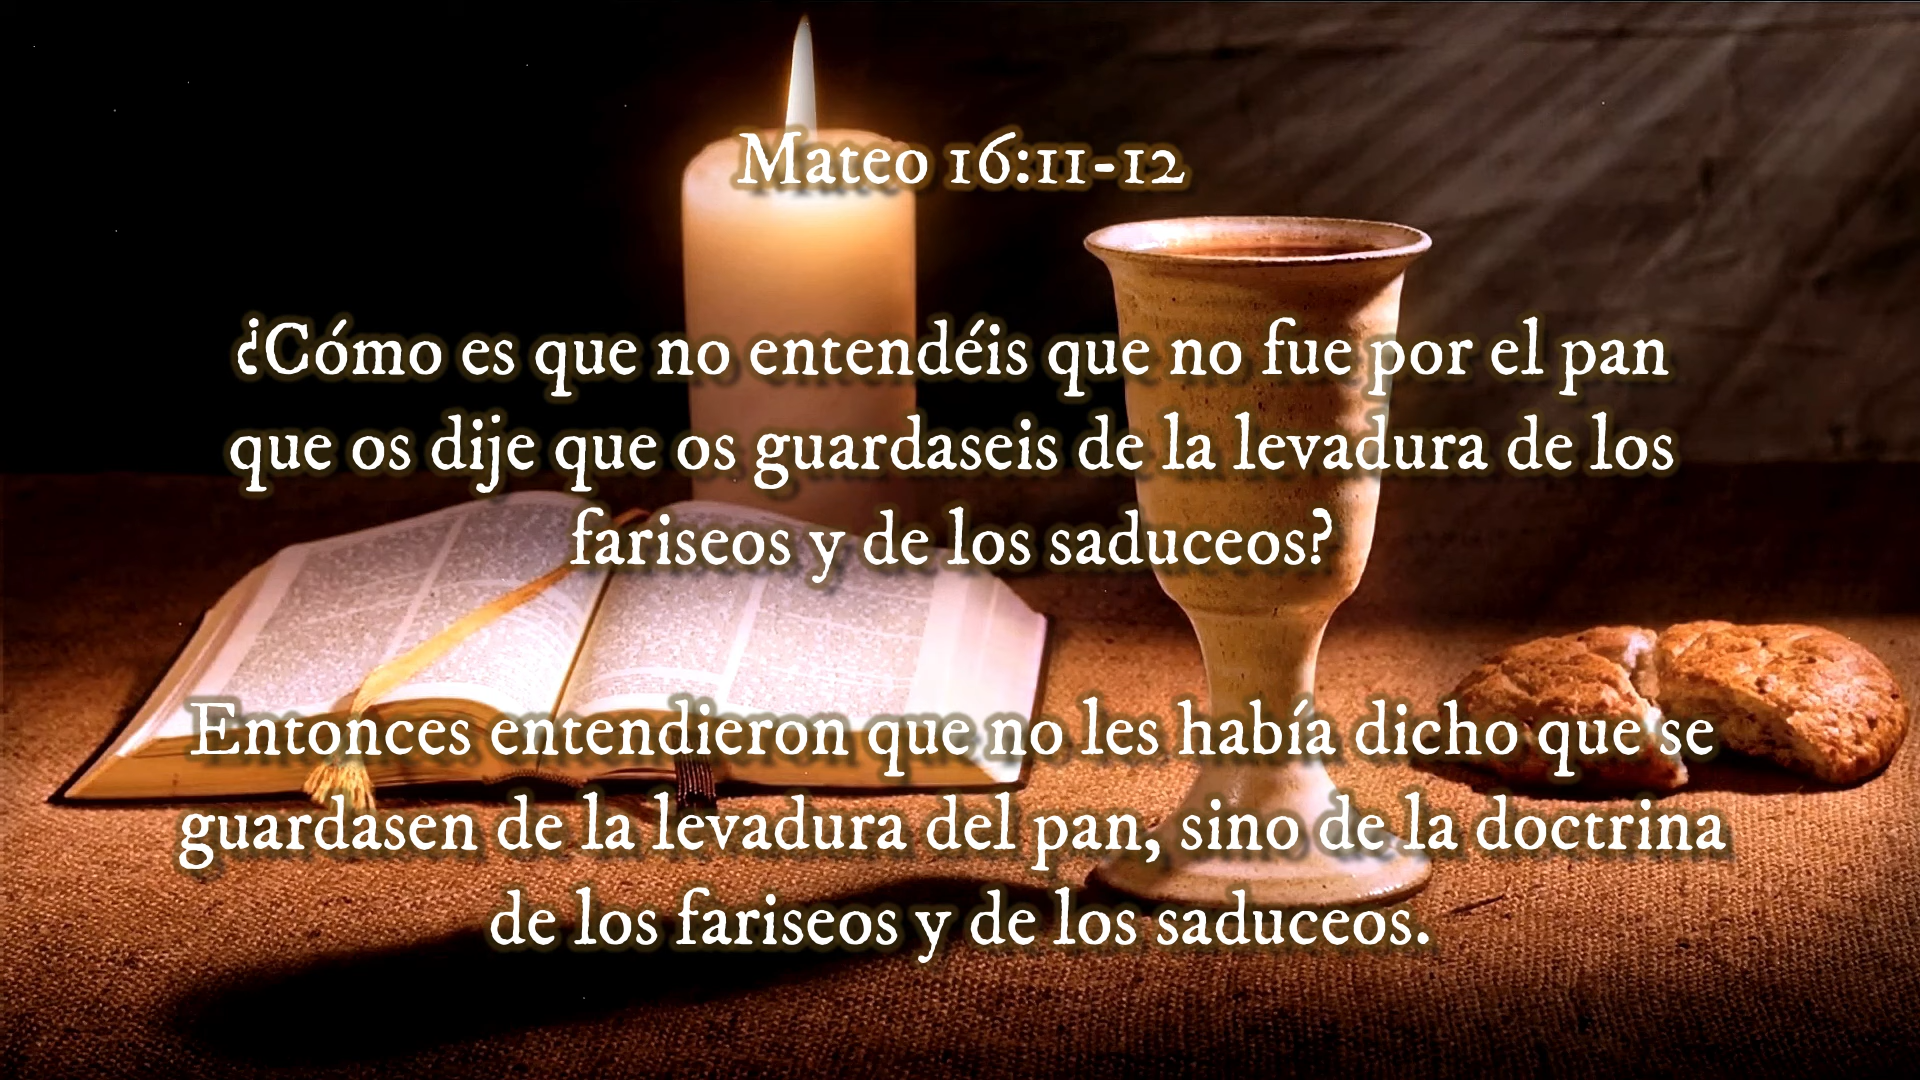 Mateo 16:11-12
¿Cómo es que no entendéis que no fue por el pan
que os dije que os guardaseis de la levadura de los
fariseos y de los saduceos?
Entonces entendieron que no les había dicho que se
guardasen de la levadura del pan, sino de la doctrina
de los fariseos y de los saduceos.